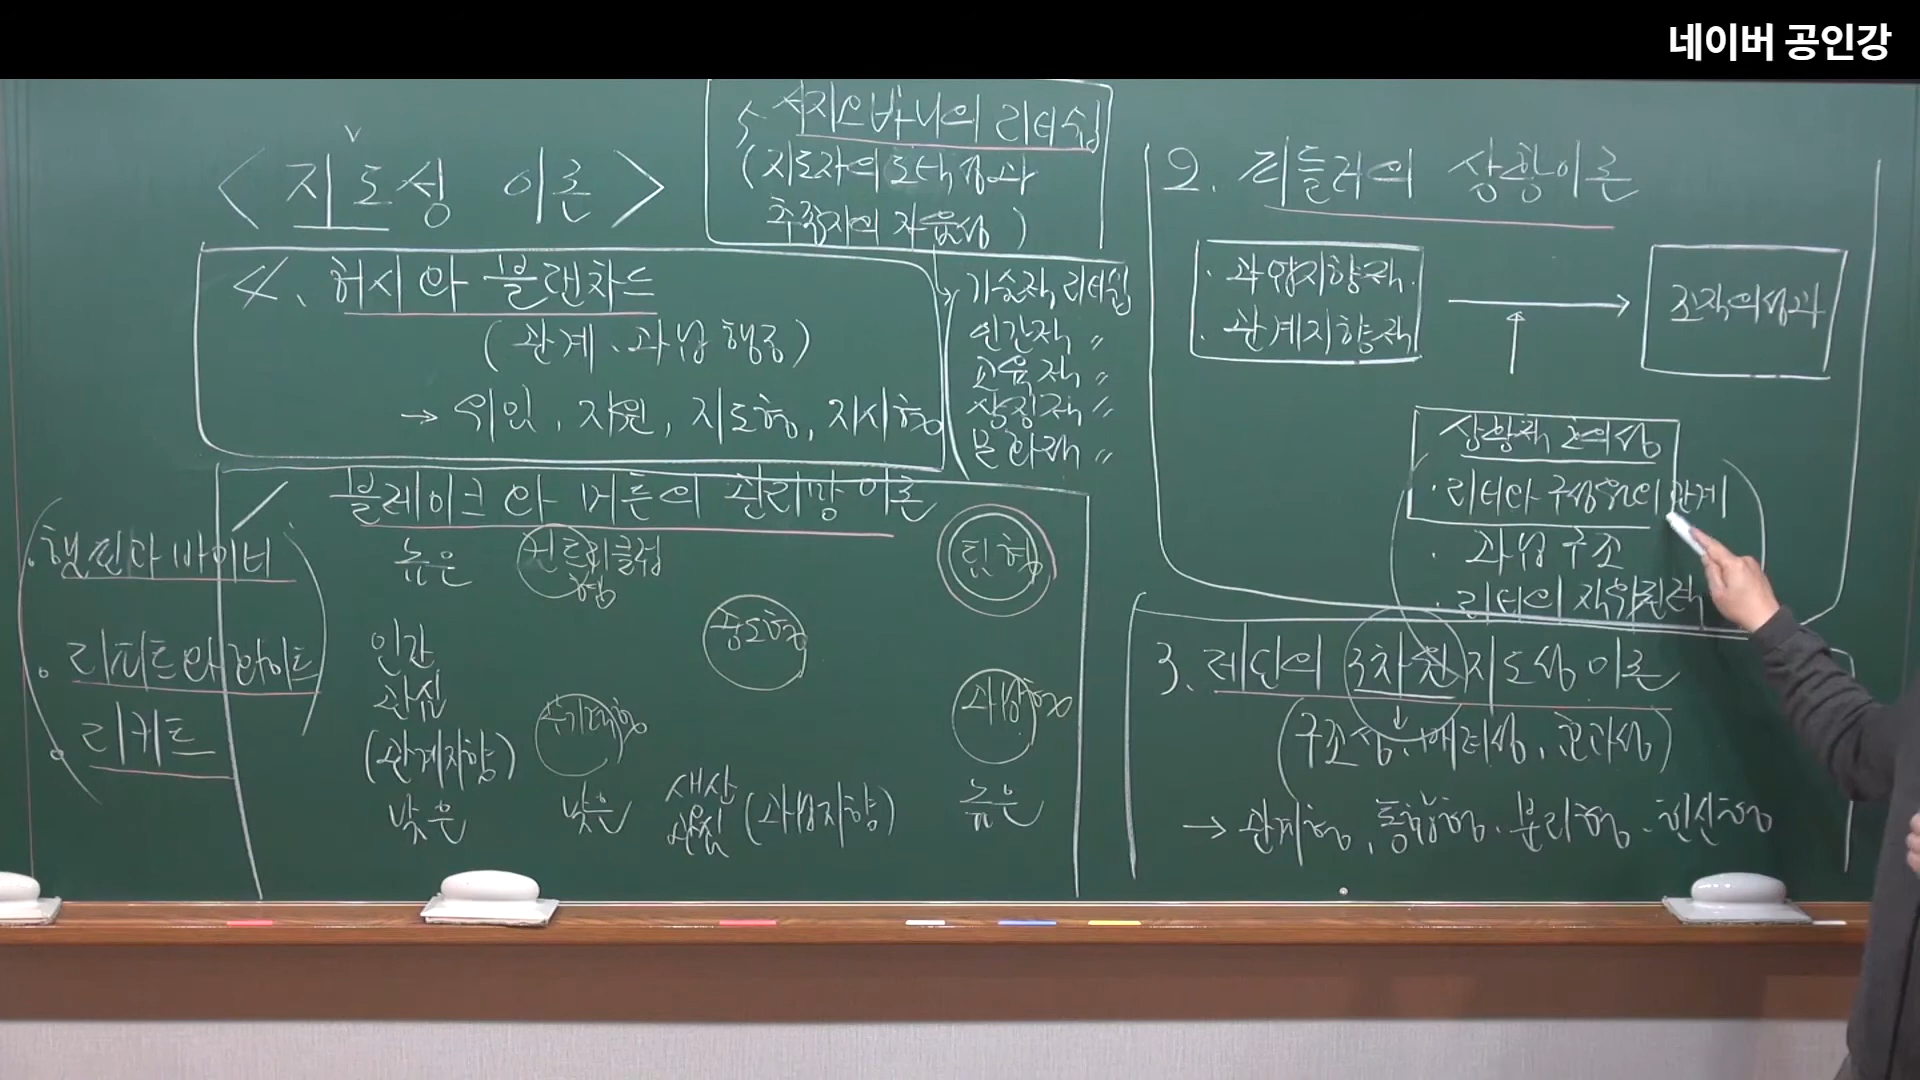 네이버 공인강
<지도성 이론>
5. 서지오바니의 리더십
(지도자의 도덕성과
추종자의 자율성)
기술적 리더십
인간적 〃
교육적 〃
상징적 〃
문화적 〃
4. 허시와 블랜차드
(관계、과업행동)
→ 위임, 지원, 지도형, 지시형
블레이크와 머튼의 관리망이론
높은
컨트리클럽
형
팀형
중도형
인간
관심
(관계지향)
낮은
과업형
낮은
생산
관심 (과업지향)
높은
· 핼핀과 바이너
· 리피트와 화이트
· 리커트
2. 피들러의 상황이론
· 과업지향적
· 관계지향적
→
조직의성과
상황적 호의성
· 리더와 구성원의 관계
· 과업구조
· 리더의 지위권력
3. 레딘의 3차원 지도성이론
(구조성, 배려성, 효과성)
→ 관계형, 통합형. 분리형. 헌신형